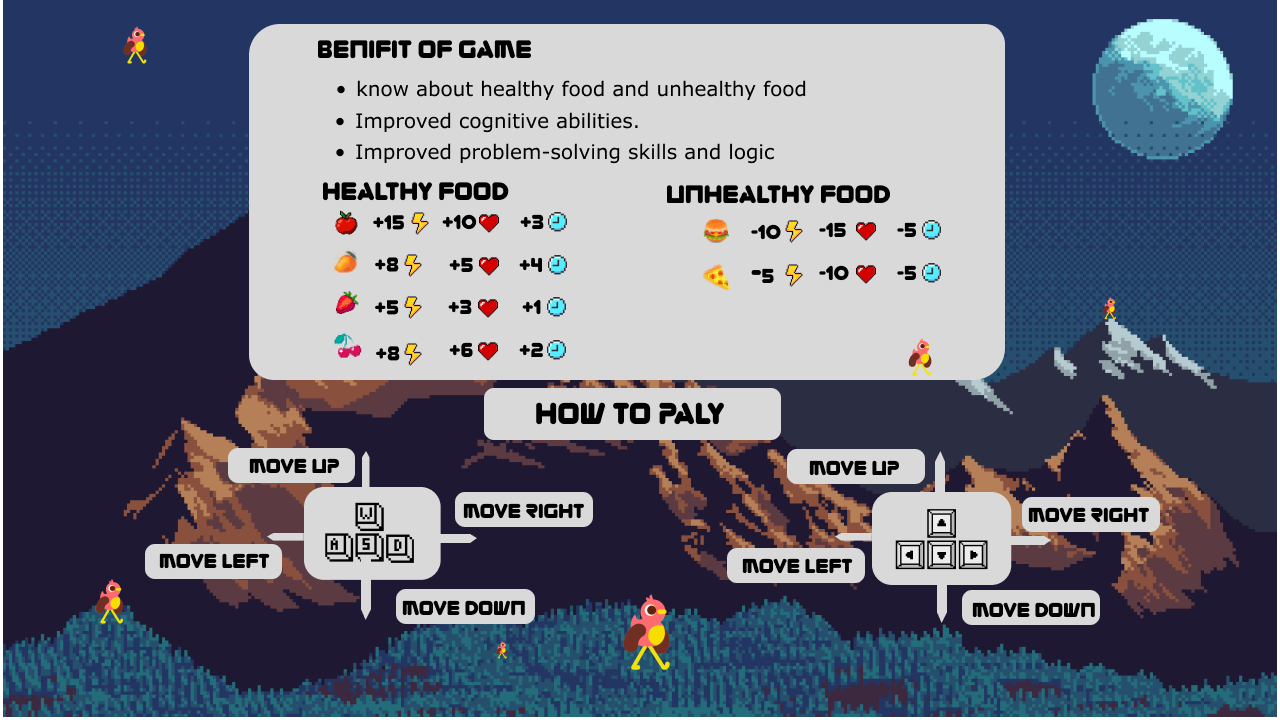 BENIFIT OF GAME
• know about healthy food and unhealthy food
• Improved cognitive abilities.
• Improved problem-solving skills and logic
HEALTHY FOOD
+15 +10 +3
+8 +5 +4
+5 +3 +1
+8 +6 +2
UNHEALTHY FOOD
-10 -15 -5
-5 -10 -5
HOW TO PALY
MOVE UP
W
MOVE RIGHT
A S D
MOVE LEFT
MOVE DOWN
MOVE UP
MOVE RIGHT
MOVE LEFT
MOVE DOWN